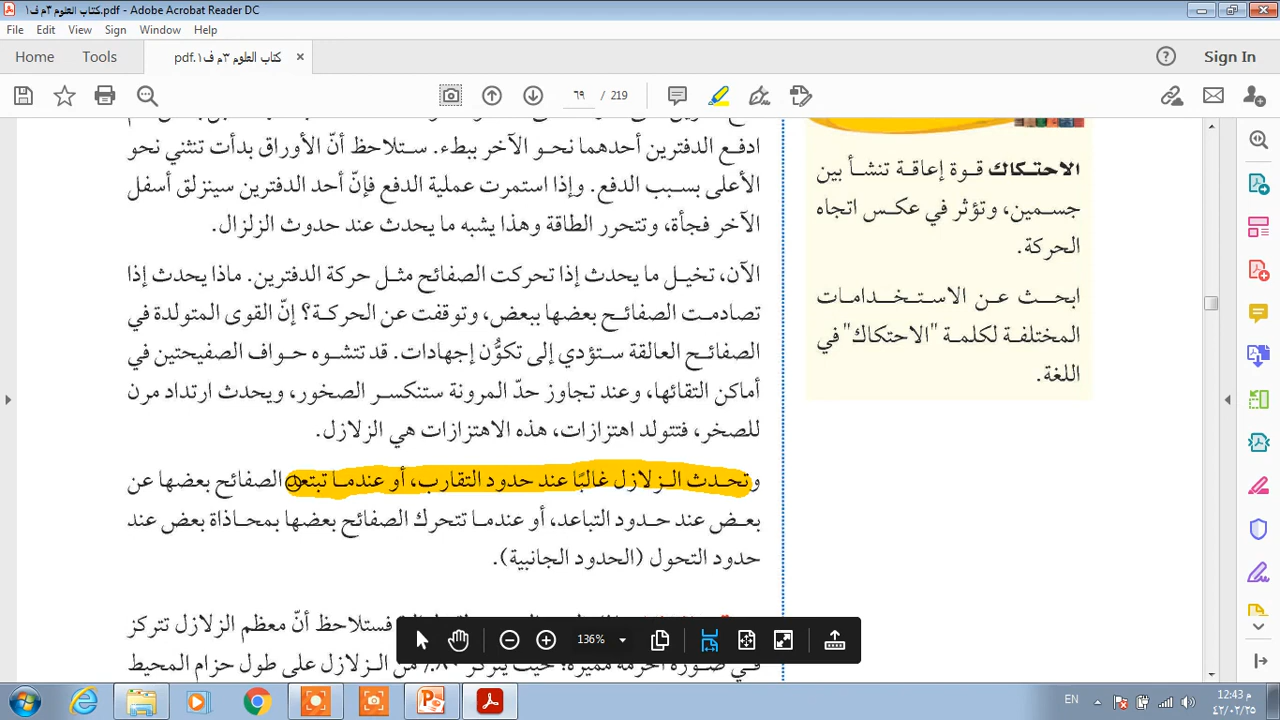 كتاب العلوم ٣م ف١.pdf - Adobe Acrobat Reader DC
File Edit View Sign Window Help
Home Tools كتاب العلوم ٣م ف١.pdf × Sign In
٦٩ / 219
ادفع الدفترين أحدهما نحو الآخر ببطء. ستلاحظ أنّ الأوراق بدأت تنثني نحو
الأعلى بسبب الدفع. وإذا استمرت عملية الدفع فإنّ أحد الدفترين سينزلق أسفل
الآخر فجأة، وتتحرر الطاقة وهذا يشبه ما يحدث عند حدوث الزلزال.
الآن، تخيل ما يحدث إذا تحركت الصفائح مثل حركة الدفترين. ماذا يحدث إذا
تصادمت الصفائح بعضها ببعض، وتوقفت عن الحركة؟ إنّ القوى المتولدة في
الصفائح العالقة ستؤدي إلى تكوُّن إجهادات. قد تتشوه حواف الصفيحتين في
أماكن التقائها، وعند تجاوز حدّ المرونة ستنكسر الصخور، ويحدث ارتداد مرن
للصخر، فتتولد اهتزازات، هذه الاهتزازات هي الزلازل.
وتحدث الزلازل غالبًا عند حدود التقارب، أو عندما تبتعد الصفائح بعضها عن
بعض عند حدود التباعد، أو عندما تتحرك الصفائح بعضها بمحاذاة بعض عند
حدود التحول (الحدود الجانبية).
فستلاحظ أنّ معظم الزلازل تتركز
من الزلازل على طول حزام المحيط
الاحتكاك قوة إعاقة تنشأ بين
جسمين، وتؤثر في عكس اتجاه
الحركة.
ابحث عن الاستخدامات
المختلفة لكلمة "الاحتكاك" في
اللغة.
136%
EN
12:43 م
٤٢/٠٢/٢٥